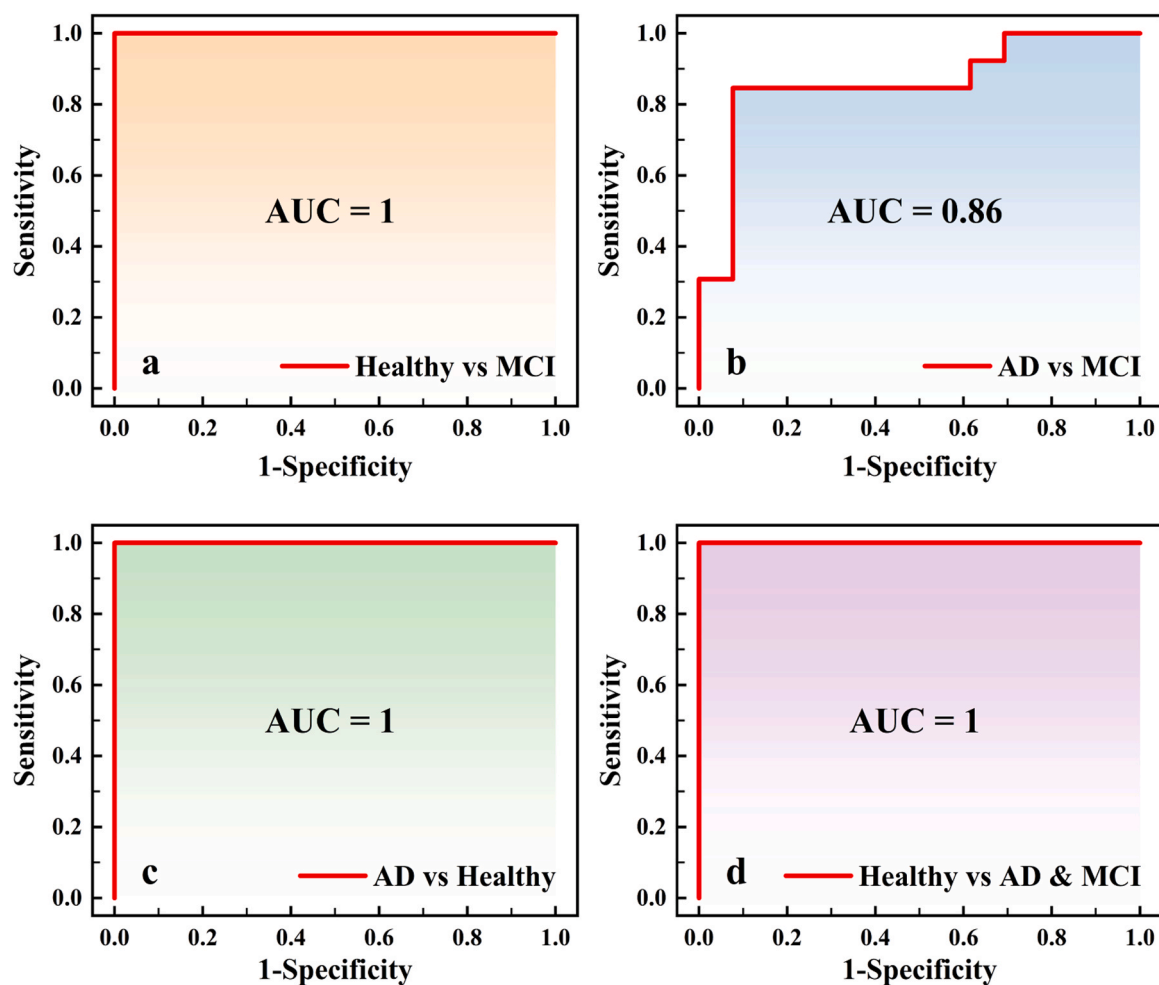 1.0
0.8
0.6
0.4
0.2
0.0
Sensitivity
AUC = 1
a
Healthy vs MCI
0.0 0.2 0.4 0.6 0.8 1.0
1-Specificity
1.0
0.8
0.6
0.4
0.2
0.0
Sensitivity
AUC = 0.86
b
AD vs MCI
0.0 0.2 0.4 0.6 0.8 1.0
1-Specificity
1.0
0.8
0.6
0.4
0.2
0.0
Sensitivity
AUC = 1
c
AD vs Healthy
0.0 0.2 0.4 0.6 0.8 1.0
1-Specificity
1.0
0.8
0.6
0.4
0.2
0.0
Sensitivity
AUC = 1
d
Healthy vs AD & MCI
0.0 0.2 0.4 0.6 0.8 1.0
1-Specificity